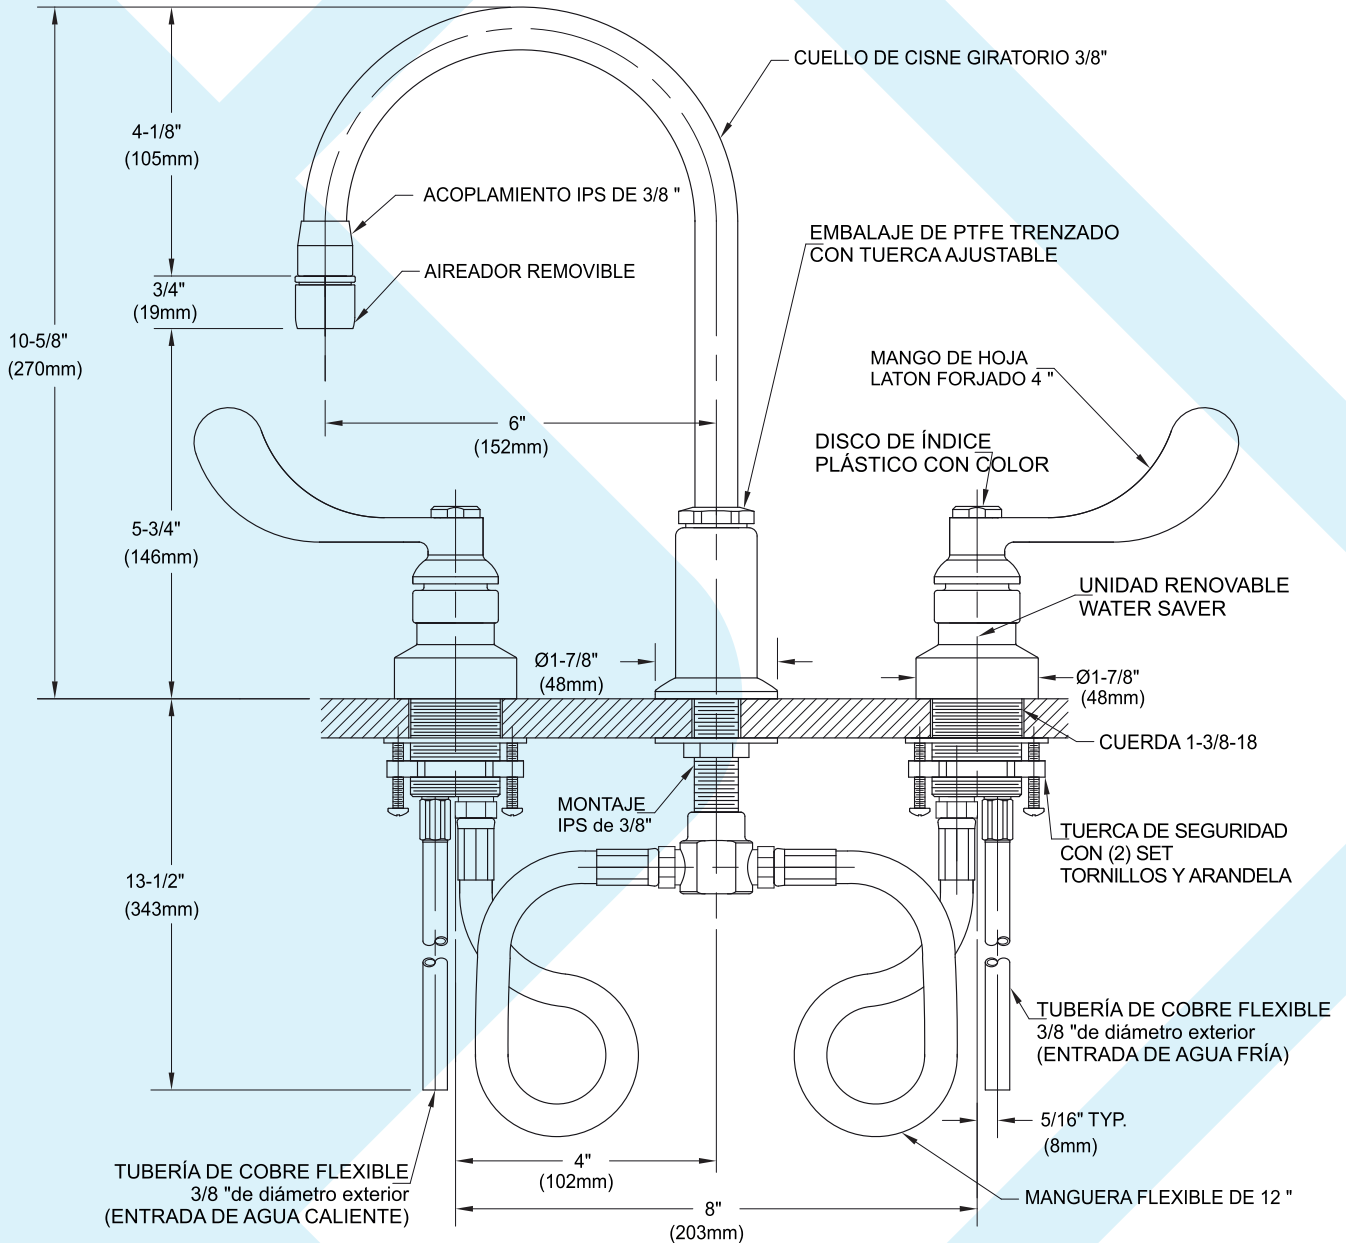 CUELLO DE CISNE GIRATORIO 3/8"
4-1/8"
(105mm)
ACOPLAMIENTO IPS DE 3/8 "
EMBALAJE DE PTFE TRENZADO
CON TUERCA AJUSTABLE
AIREADOR REMOVIBLE
3/4"
(19mm)
10-5/8"
(270mm)
MANGO DE HOJA
LATON FORJADO 4 "
6"
(152mm)
DISCO DE ÍNDICE
PLÁSTICO CON COLOR
5-3/4"
(146mm)
UNIDAD RENOVABLE
WATER SAVER
Ø1-7/8"
(48mm)
Ø1-7/8"
(48mm)
CUERDA 1-3/8-18
MONTAJE
IPS de 3/8"
TUERCA DE SEGURIDAD
CON (2) SET
TORNILLOS Y ARANDELA
13-1/2"
(343mm)
TUBERÍA DE COBRE FLEXIBLE
3/8 "de diámetro exterior
(ENTRADA DE AGUA FRÍA)
5/16" TYP.
(8mm)
TUBERÍA DE COBRE FLEXIBLE
3/8 "de diámetro exterior
(ENTRADA DE AGUA CALIENTE)
4"
(102mm)
MANGUERA FLEXIBLE DE 12 "
8"
(203mm)